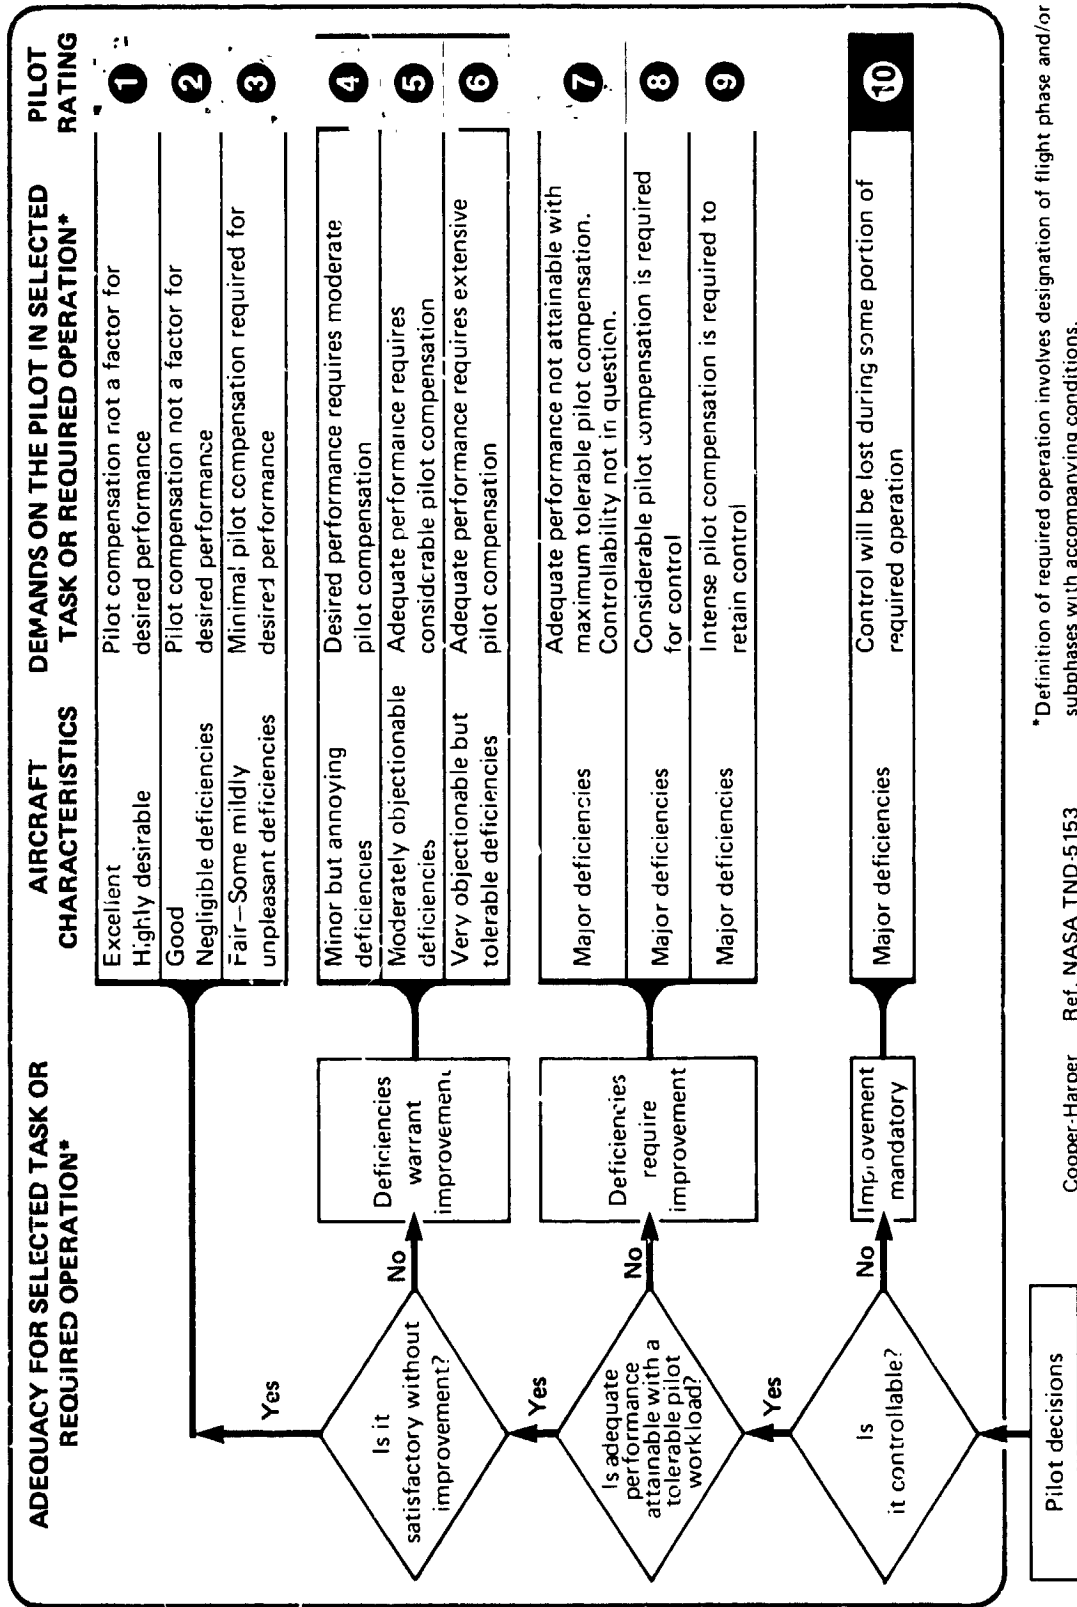 ADEQUACY FOR SELECTED TASK OR
REQUIRED OPERATION*
AIRCRAFT
CHARACTERISTICS
DEMANDS ON THE PILOT IN SELECTED
TASK OR REQUIRED OPERATION*
PILOT
RATING
Excellent
Highly desirable
Pilot compensation not a factor for
desired performance
1
Good
Negligible deficiencies
Pilot compensation not a factor for
desired performance
2
Fair—Some mildly
unpleasant deficiencies
Minimal pilot compensation required for
desired performance
3
Yes
Is it
satisfactory without
improvement?
No
Deficiencies
warrant
improvement
Minor but annoying
deficiencies
Desired performance requires moderate
pilot compensation
4
Moderately objectionable
deficiencies
Adequate performance requires
considerable pilot compensation
5
Very objectionable but
tolerable deficiencies
Adequate performance requires extensive
pilot compensation
6
Yes
Is adequate
performance
attainable with a
tolerable pilot
workload?
No
Deficiencies
require
improvement
Major deficiencies
Adequate performance not attainable with
maximum tolerable pilot compensation.
Controllability not in question.
7
Major deficiencies
Considerable pilot compensation is required
for control
8
Major deficiencies
Intense pilot compensation is required to
retain control
9
Yes
Is
it controllable?
No
Improvement
mandatory
Major deficiencies
Control will be lost during some portion of
required operation
10
Pilot decisions
Cooper-Harper Ref. NASA TND-5153
*Definition of required operation involves designation of flight phase and/or
subphases with accompanying conditions.